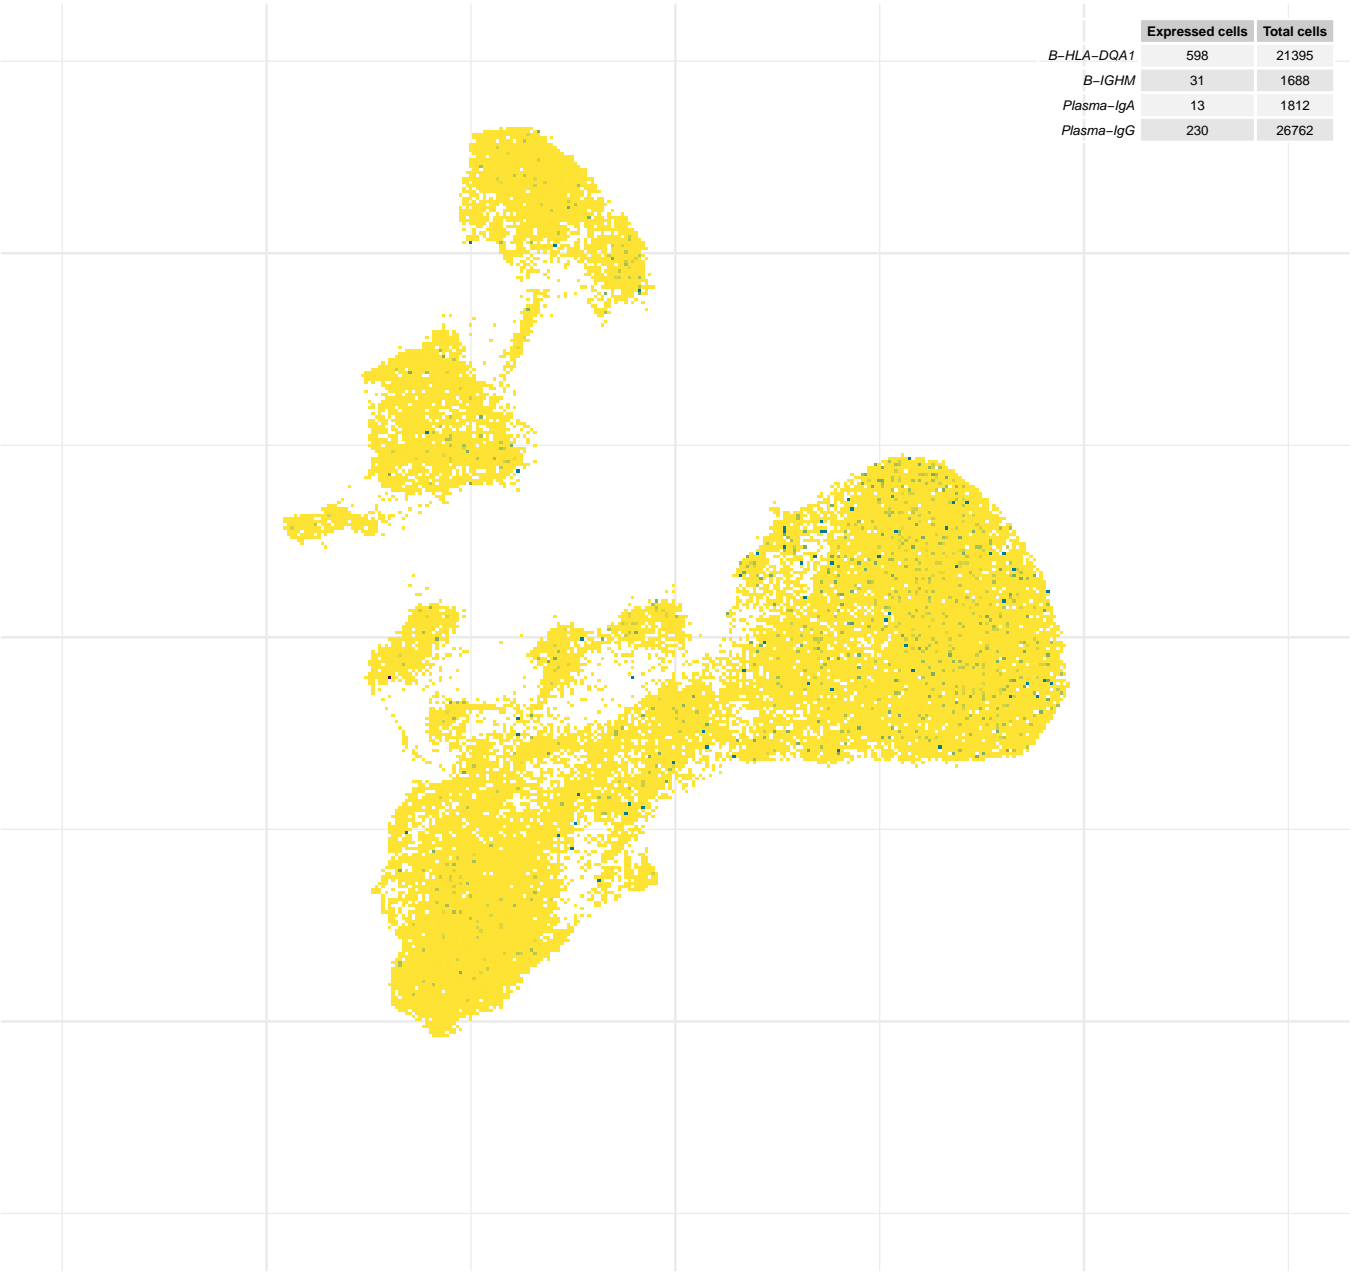 Expressed cells Total cells
B−HLA−DQA1 598 21395
B−IGHM 31 1688
Plasma−IgA 13 1812
Plasma−IgG 230 26762